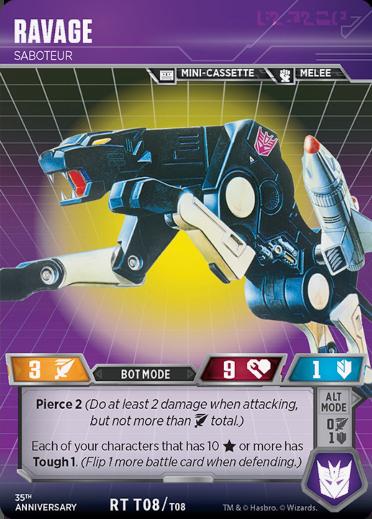 RAVAGE
SABOTEUR
MINI-CASSETTE MELEE
3 BOT MODE 9 1
Pierce 2 (Do at least 2 damage when attacking,
but not more than total.)
Each of your characters that has 10 ★ or more has
Tough 1. (Flip 1 more battle card when defending.)
ALT
MODE
0
1
35TH
ANNIVERSARY
RT T08/T08
TM & © Hasbro. © Wizards.